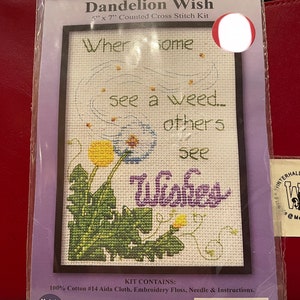 Dandelion Wish
5" x 7" Counted Cross Stitch Kit
Where some
see a weed...
others
see
Wishes
KIT CONTAINS:
100% Cotton #14 Aida Cloth, Embroidery Floss, Needle & Instructions.